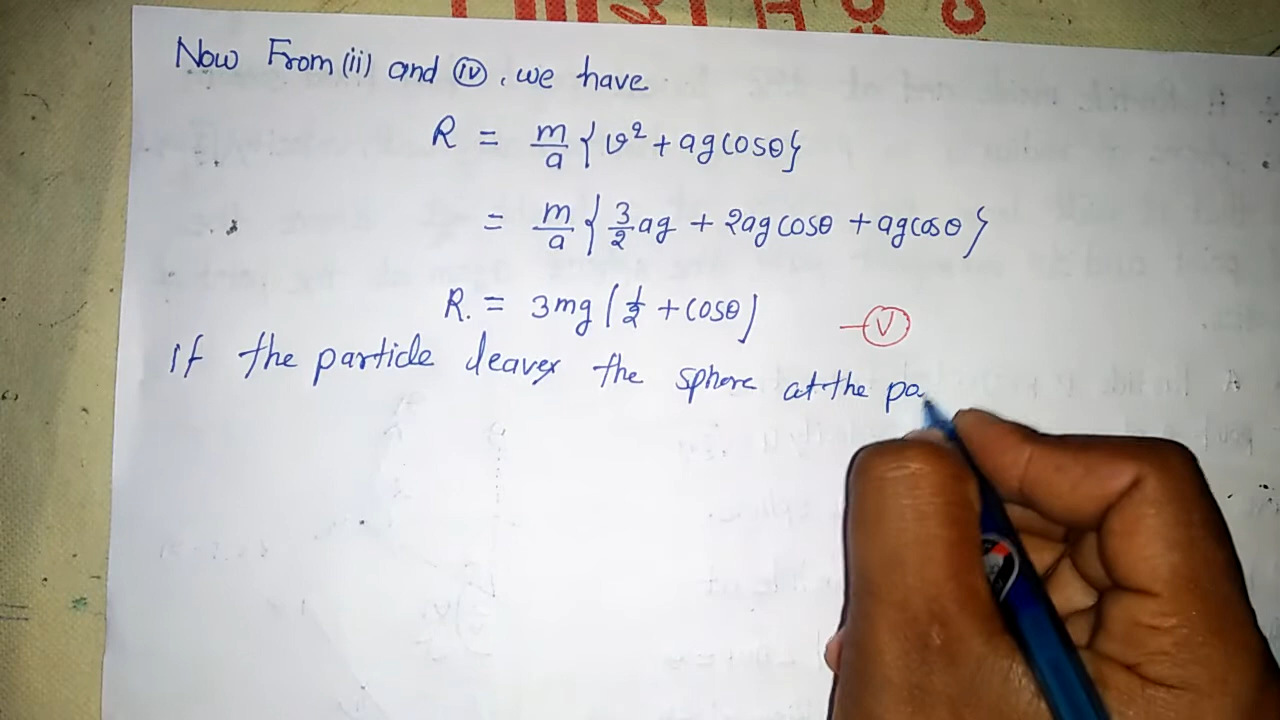 Now From (ii) and (iv), we have
R = m/a {v² + ag cosθ}
= m/a {3/2 ag + 2ag cosθ + ag cosθ}
R. = 3mg (1/2 + cosθ) —(V)
if the particle leaves the sphere at the po